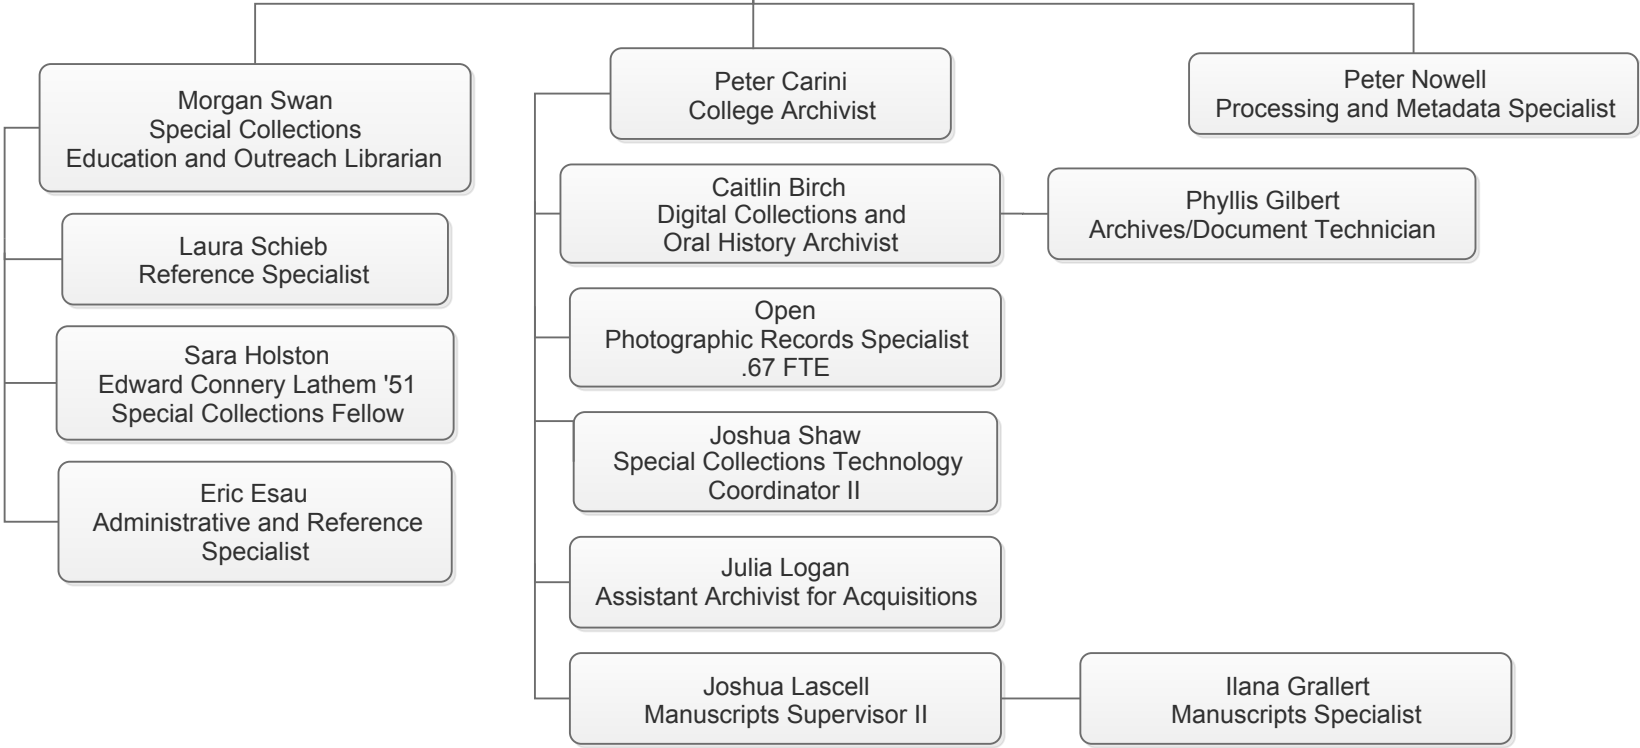 Morgan Swan
Special Collections
Education and Outreach Librarian
Laura Schieb
Reference Specialist
Sara Holston
Edward Connery Lathem '51
Special Collections Fellow
Eric Esau
Administrative and Reference
Specialist
Peter Carini
College Archivist
Caitlin Birch
Digital Collections and
Oral History Archivist
Phyllis Gilbert
Archives/Document Technician
Open
Photographic Records Specialist
.67 FTE
Joshua Shaw
Special Collections Technology
Coordinator II
Julia Logan
Assistant Archivist for Acquisitions
Joshua Lascell
Manuscripts Supervisor II
Ilana Grallert
Manuscripts Specialist
Peter Nowell
Processing and Metadata Specialist